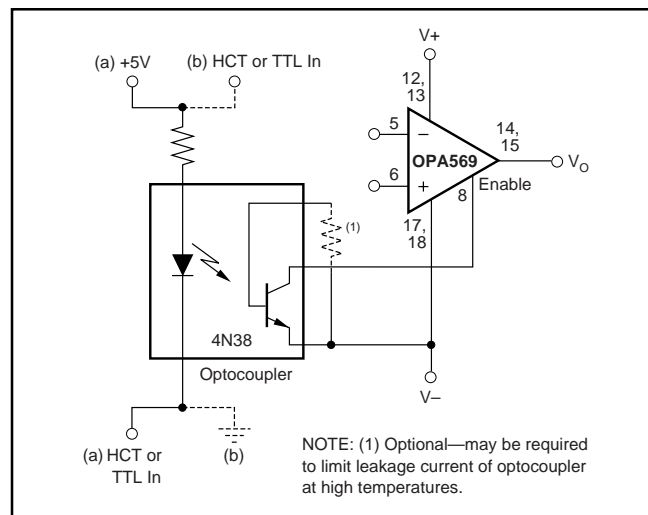 V+
(a) +5V
(b) HCT or TTL In
12,
13
5
–
14,
15
OPA569
VO
6
+
Enable
8
17,
18
(1)
4N38
Optocoupler
V–
(a) HCT or
TTL In
(b)
NOTE: (1) Optional—may be required
to limit leakage current of optocoupler
at high temperatures.